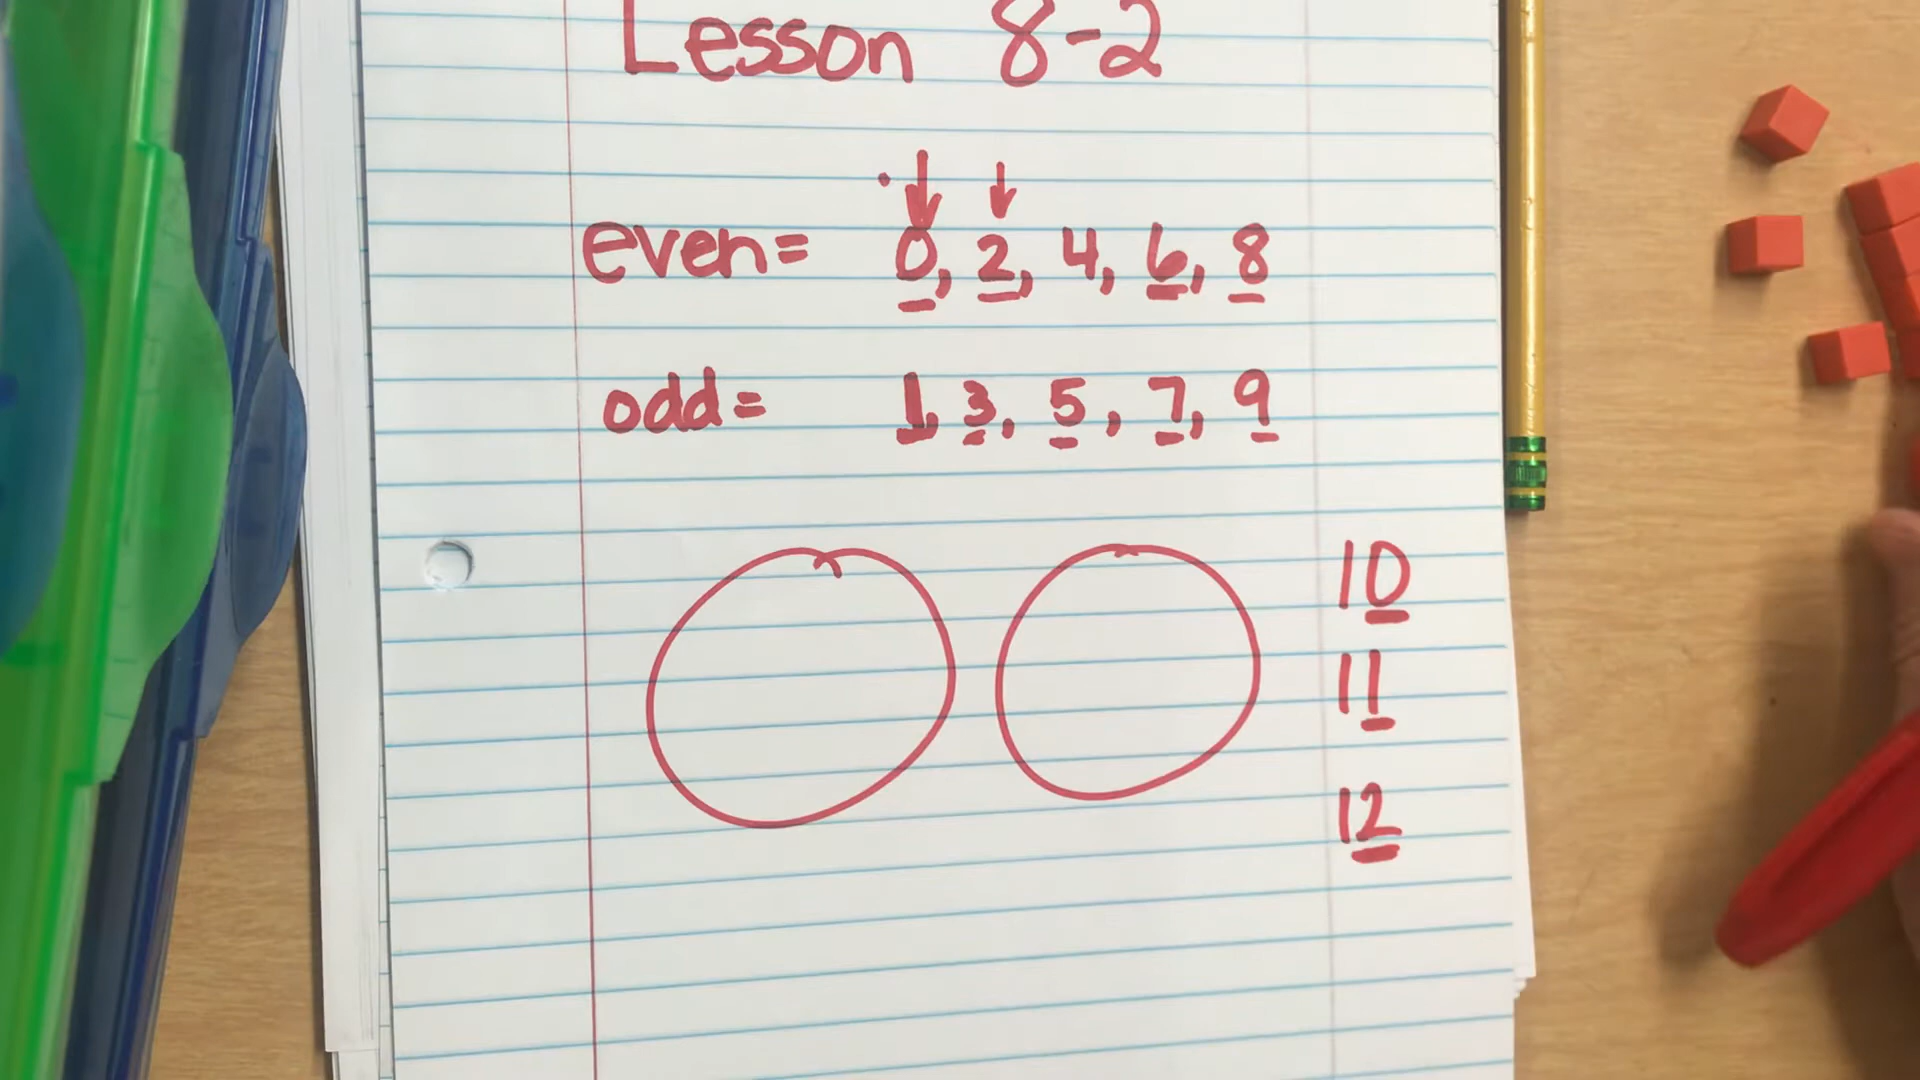 Lesson 8-2
even= 0, 2, 4, 6, 8
odd= 1, 3, 5, 7, 9
10
11
12